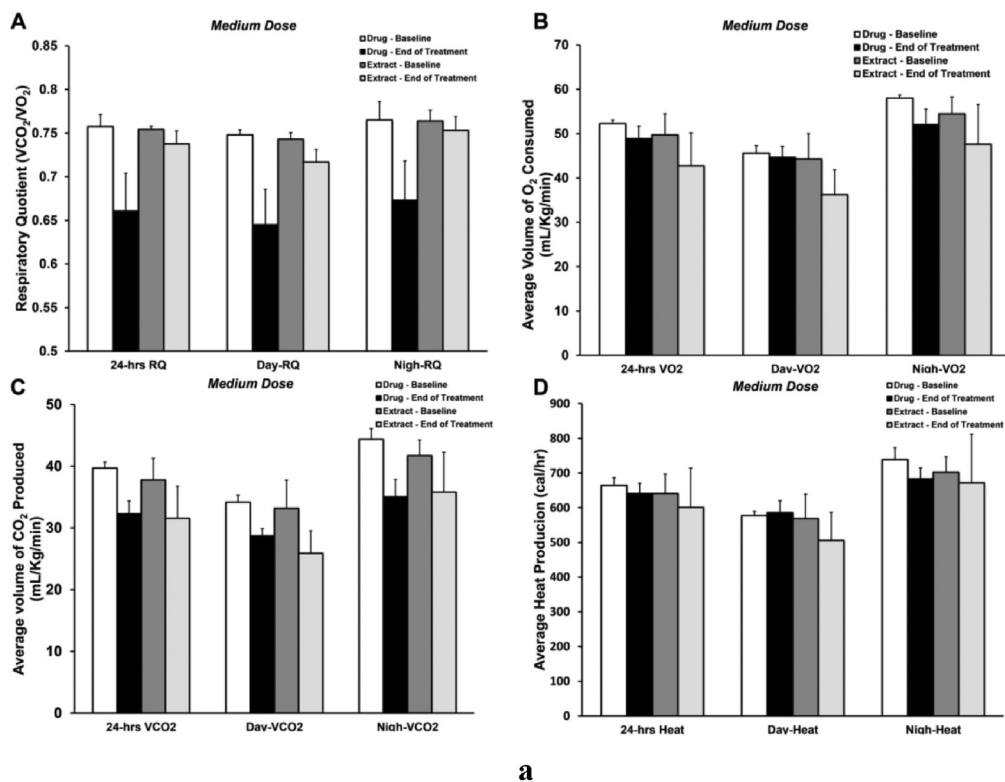 A
Medium Dose
Drug - Baseline
Drug - End of Treatment
Extract - Baseline
Extract - End of Treatment
Respiratory Quotient (VCO2/VO2)
0.85
0.8
0.75
0.7
0.65
0.6
0.55
0.5
24-hrs RQ
Day-RQ
Nigh-RQ
B
Medium Dose
Drug - Baseline
Drug - End of Treatment
Extract - Baseline
Extract - End of Treatment
Average Volume of O2 Consumed
(mL/Kg/min)
70
60
50
40
30
20
10
0
24-hrs VO2
Day-VO2
Nigh-VO2
C
Medium Dose
Drug - Baseline
Drug - End of Treatment
Extract - Baseline
Extract - End of Treatment
Average volume of CO2 Produced
(mL/Kg/min)
50
40
30
20
10
0
24-hrs VCO2
Day-VCO2
Nigh-VCO2
D
Medium Dose
Drug - Baseline
Drug - End of Treatment
Extract - Baseline
Extract - End of Treatment
Average Heat Producion (cal/hr)
900
800
700
600
500
400
300
200
100
0
24-hrs Heat
Day-Heat
Nigh-Heat
a